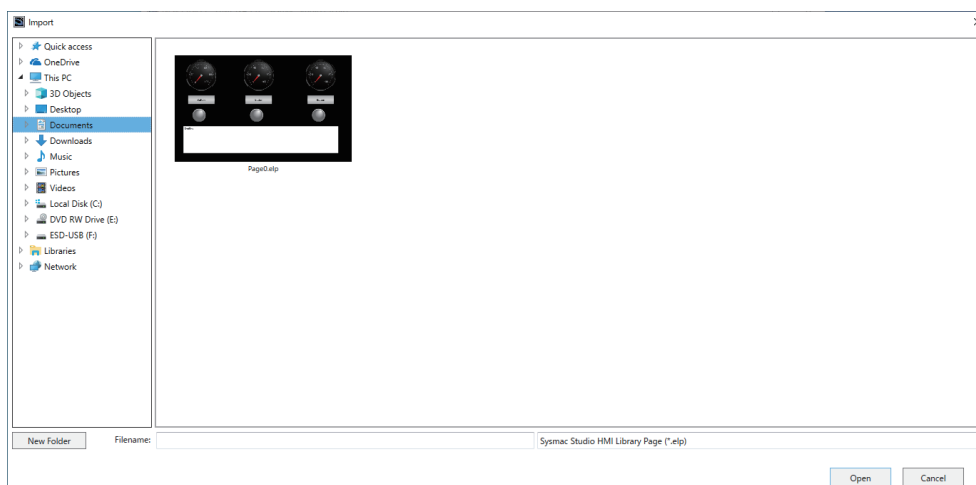 Import
Quick access
OneDrive
This PC
3D Objects
Desktop
Documents
Downloads
Music
Pictures
Videos
Local Disk (C:)
DVD RW Drive (E:)
ESD-USB (F:)
Libraries
Network
Page0.elp
New Folder
Filename:
Sysmac Studio HMI Library Page (*.elp)
Open
Cancel